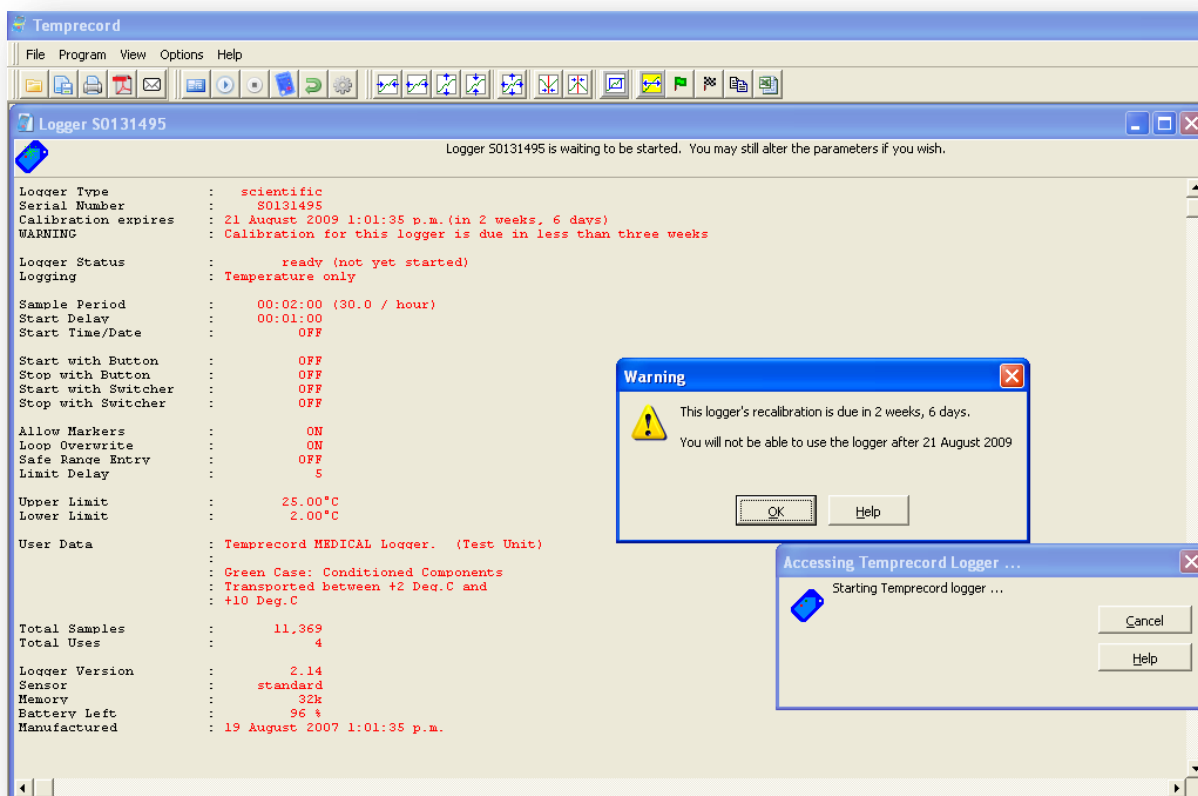 Temprecord
File Program View Options Help
Logger S0131495
Logger S0131495 is waiting to be started. You may still alter the parameters if you wish.
Logger Type : scientific
Serial Number : S0131495
Calibration expires : 21 August 2009 1:01:35 p.m.(in 2 weeks, 6 days)
WARNING : Calibration for this logger is due in less than three weeks
Logger Status : ready (not yet started)
Logging : Temperature only
Sample Period : 00:02:00 (30.0 / hour)
Start Delay : 00:01:00
Start Time/Date : OFF
Start with Button : OFF
Stop with Button : OFF
Start with Switcher : OFF
Stop with Switcher : OFF
Allow Markers : ON
Loop Overwrite : ON
Safe Range Entry : OFF
Limit Delay : 5
Upper Limit : 25.00°C
Lower Limit : 2.00°C
User Data : Temprecord MEDICAL Logger. (Test Unit)
:
: Green Case: Conditioned Components
: Transported between +2 Deg.C and
: +10 Deg.C
Total Samples : 11,369
Total Uses : 4
Logger Version : 2.14
Sensor : standard
Memory : 32k
Battery Left : 96 %
Manufactured : 19 August 2007 1:01:35 p.m.
Warning
This logger's recalibration is due in 2 weeks, 6 days.
You will not be able to use the logger after 21 August 2009
OK Help
Accessing Temprecord Logger ...
Starting Temprecord logger ...
Cancel
Help